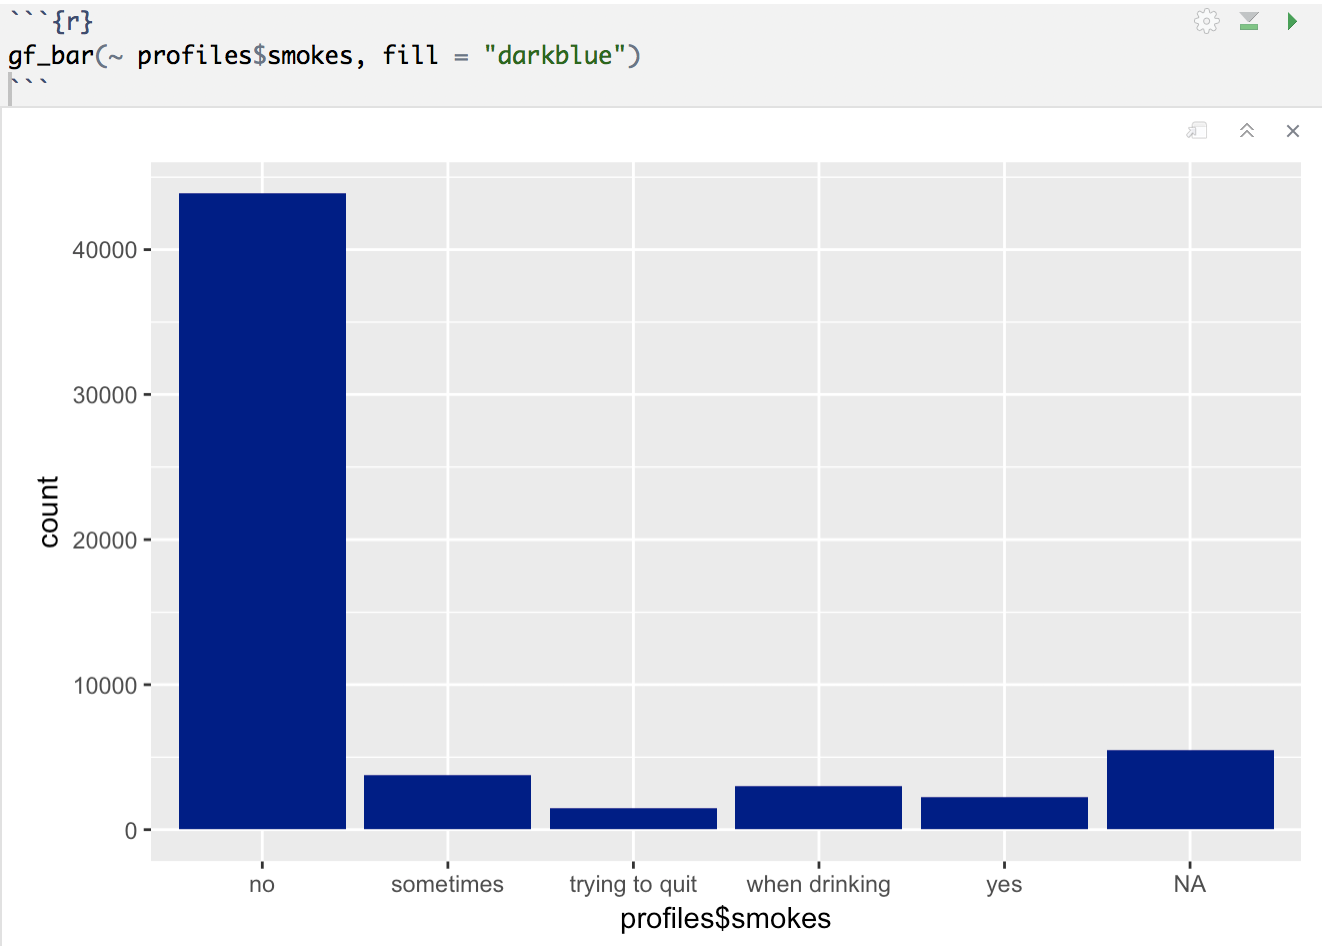 ```{r}
gf_bar(~ profiles$smokes, fill = "darkblue")
```
40000
30000
20000
10000
0
count
no sometimes trying to quit when drinking yes NA
profiles$smokes